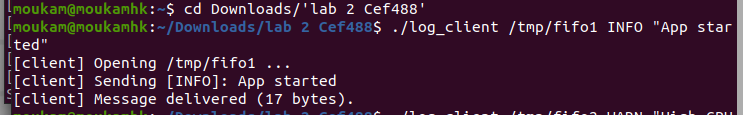 moukam@moukamhk:~$ cd Downloads/'lab 2 Cef488'
moukam@moukamhk:~/Downloads/lab 2 Cef488$ ./log_client /tmp/fifo1 INFO "App star
ted"
[client] Opening /tmp/fifo1 ...
[client] Sending [INFO]: App started
[client] Message delivered (17 bytes).
moukam@moukamhk:~/Downloads/lab 2 Cef488$ ./log_client /tmp/fifo2 WARN "High CPU